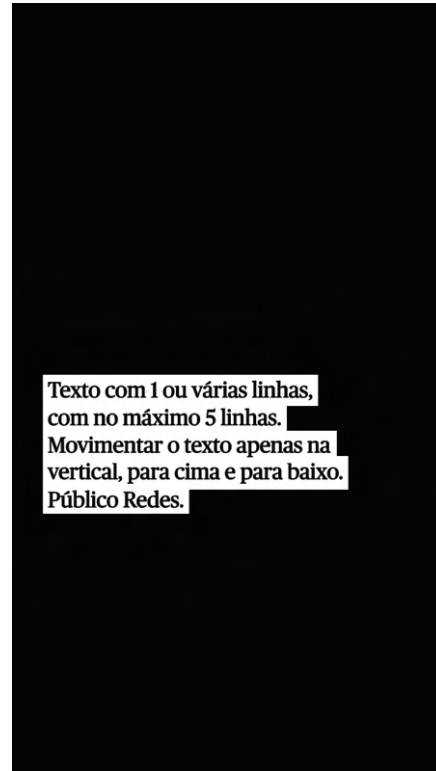 Texto com 1 ou várias linhas,
com no máximo 5 linhas.
Movimentar o texto apenas na
vertical, para cima e para baixo.
Público Redes.